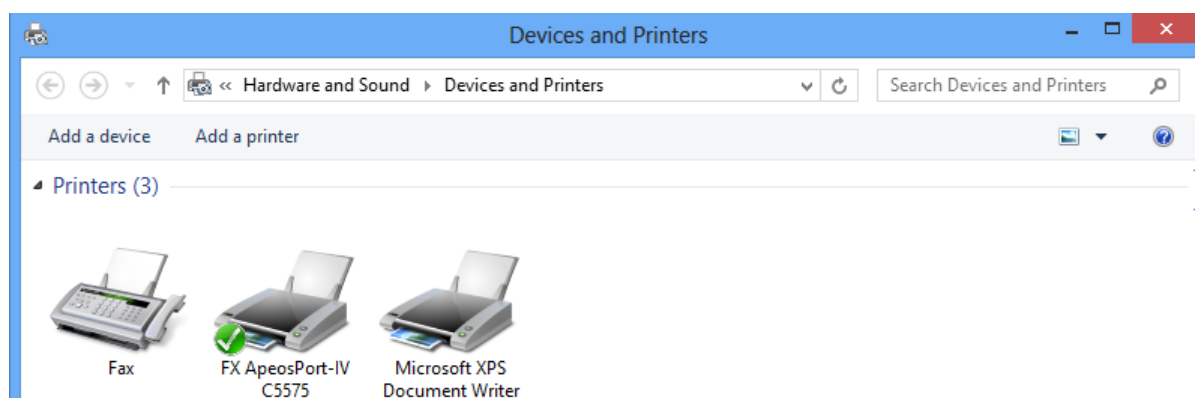 Devices and Printers
« Hardware and Sound ▸ Devices and Printers
Search Devices and Printers
Add a device Add a printer
Printers (3)
Fax
FX ApeosPort-IV
C5575
Microsoft XPS
Document Writer